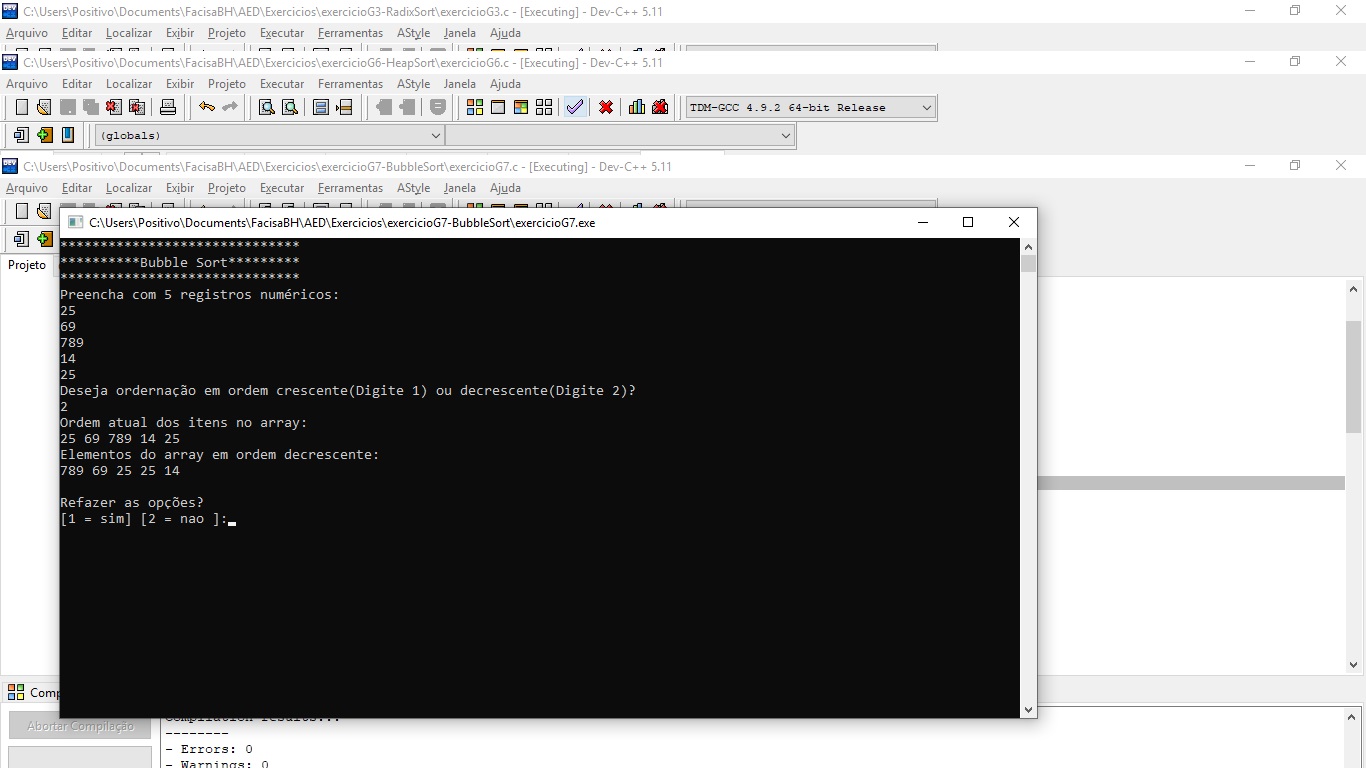 C:\Users\Positivo\Documents\FacisaBH\AED\Exercicios\exercicioG3-RadixSort\exercicioG3.c - [Executing] - Dev-C++ 5.11
Arquivo Editar Localizar Exibir Projeto Executar Ferramentas AStyle Janela Ajuda
C:\Users\Positivo\Documents\FacisaBH\AED\Exercicios\exercicioG6-HeapSort\exercicioG6.c - [Executing] - Dev-C++ 5.11
Arquivo Editar Localizar Exibir Projeto Executar Ferramentas AStyle Janela Ajuda
TDM-GCC 4.9.2 64-bit Release
(globals)
C:\Users\Positivo\Documents\FacisaBH\AED\Exercicios\exercicioG7-BubbleSort\exercicioG7.c - [Executing] - Dev-C++ 5.11
Arquivo Editar Localizar Exibir Projeto Executar Ferramentas AStyle Janela Ajuda
C:\Users\Positivo\Documents\FacisaBH\AED\Exercicios\exercicioG7-BubbleSort\exercicioG7.exe
Projeto
******************************
**********Bubble Sort*********
******************************
Preencha com 5 registros numéricos:
25
69
789
14
25
Deseja ordernação em ordem crescente(Digite 1) ou decrescente(Digite 2)?
2
Ordem atual dos itens no array:
25 69 789 14 25
Elementos do array em ordem decrescente:
789 69 25 25 14
Refazer as opções?
[1 = sim] [2 = nao ]:
Comp
Abortar Compilação
Compilation results...
--------
- Errors: 0
- Warnings: 0